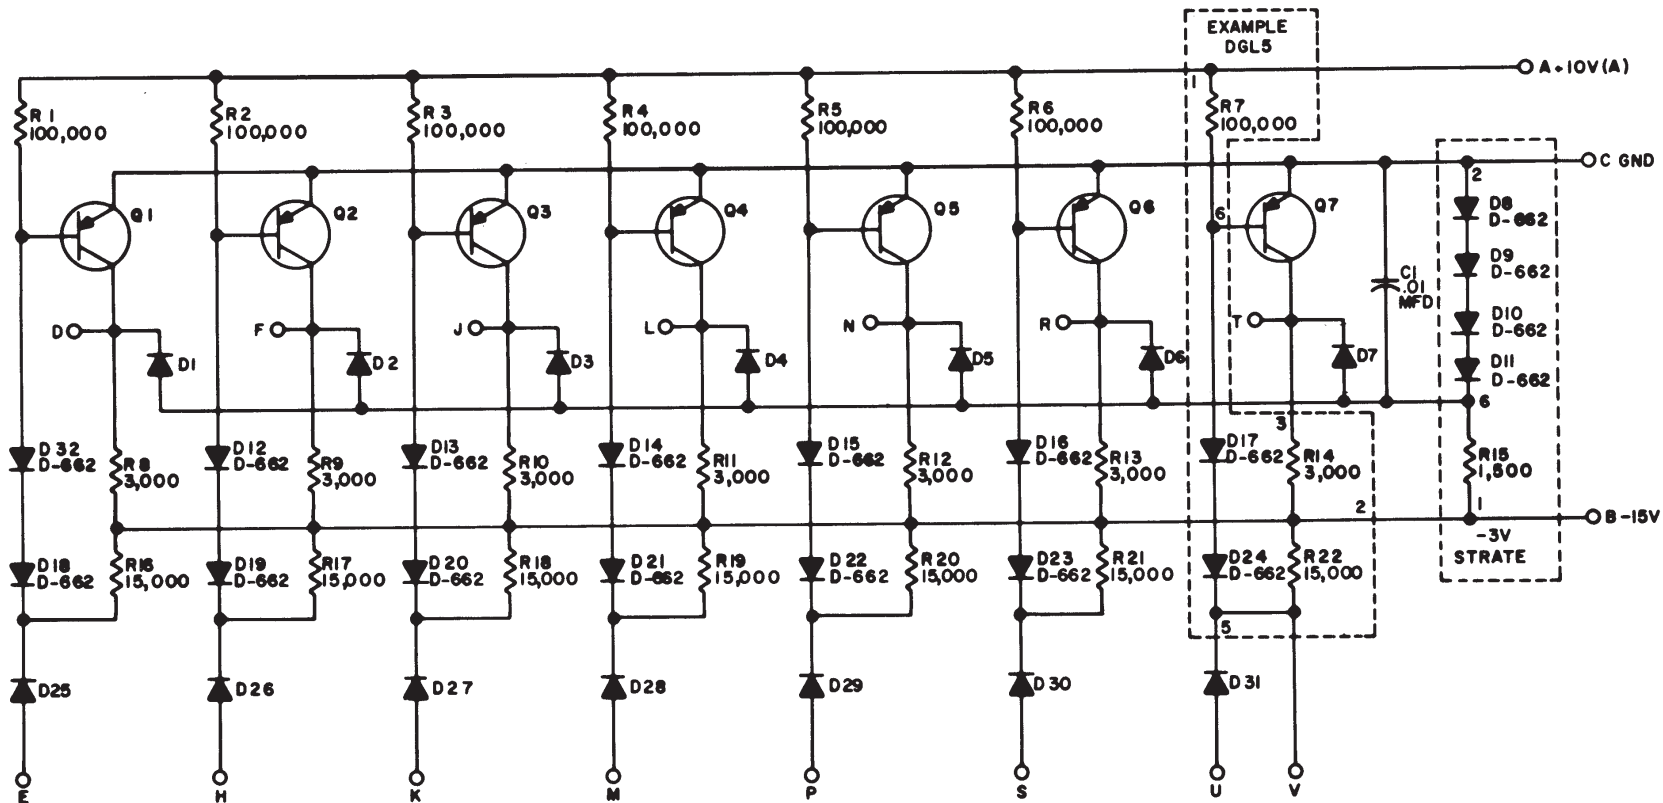 EXAMPLE
DGL5
A+10V(A)
1
R1
100,000
R2
100,000
R3
100,000
R4
100,000
R5
100,000
R6
100,000
R7
100,000
C GND
2
Q1
Q2
Q3
Q4
Q5
Q6
6
Q7
D8
D-662
D9
D-662
C1
.01
MFD
D10
D-662
D11
D-662
D
F
J
L
N
R
T
D1
D2
D3
D4
D5
D6
D7
6
3
D32
D-662
R8
3,000
D12
D-662
R9
3,000
D13
D-662
R10
3,000
D14
D-662
R11
3,000
D15
D-662
R12
3,000
D16
D-662
R13
3,000
D17
D-662
R14
3,000
R15
1,500
2
1
B-15V
-3V
STRATE
D18
D-662
R16
15,000
D19
D-662
R17
15,000
D20
D-662
R18
15,000
D21
D-662
R19
15,000
D22
D-662
R20
15,000
D23
D-662
R21
15,000
D24
D-662
R22
15,000
5
D25
D26
D27
D28
D29
D30
D31
E
H
K
M
P
S
U
V